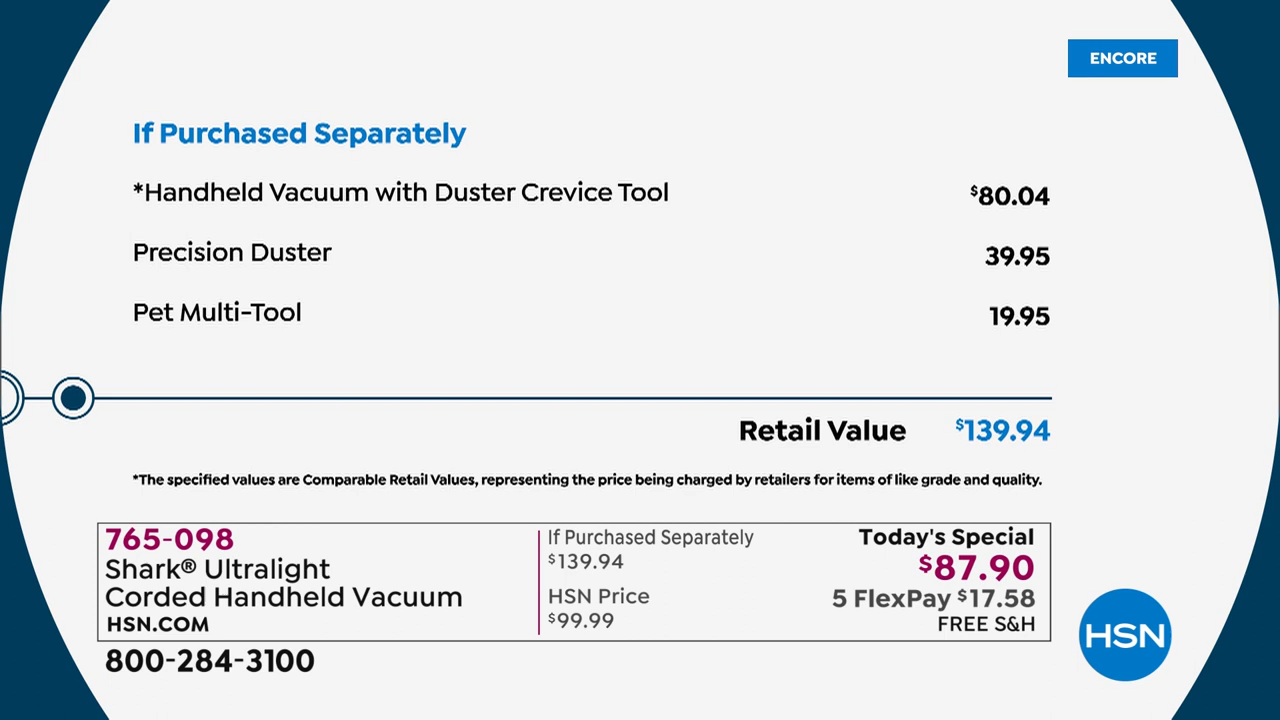 ENCORE
If Purchased Separately
*Handheld Vacuum with Duster Crevice Tool $80.04
Precision Duster 39.95
Pet Multi-Tool 19.95
Retail Value $139.94
*The specified values are Comparable Retail Values, representing the price being charged by retailers for items of like grade and quality.
765-098
Shark® Ultralight
Corded Handheld Vacuum
HSN.COM
If Purchased Separately
$139.94
HSN Price
$99.99
Today's Special
$87.90
5 FlexPay $17.58
FREE S&H
800-284-3100
HSN